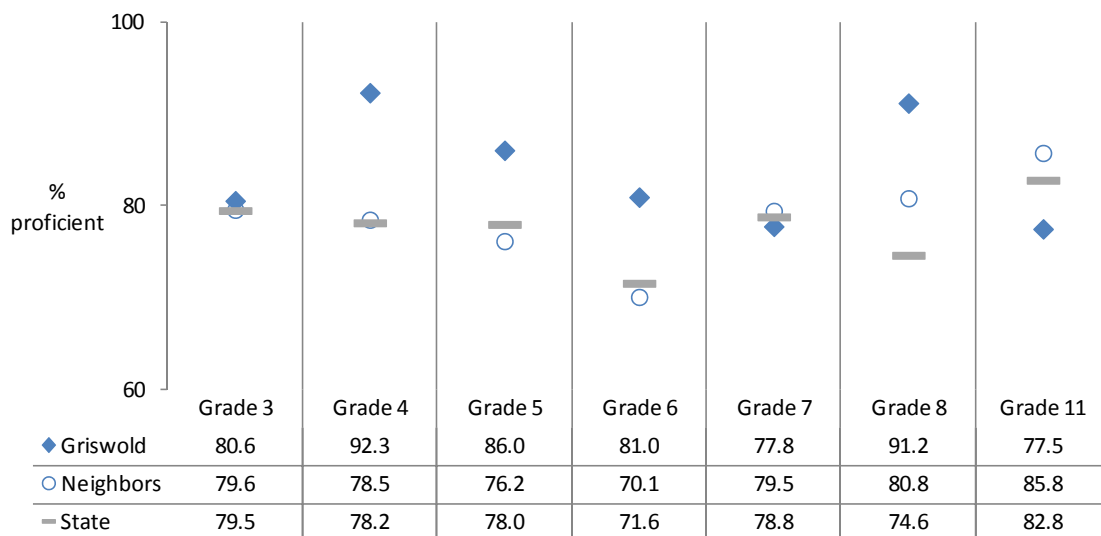 100
80
%
proficient
60
Grade 3 Grade 4 Grade 5 Grade 6 Grade 7 Grade 8 Grade 11
Griswold 80.6 92.3 86.0 81.0 77.8 91.2 77.5
Neighbors 79.6 78.5 76.2 70.1 79.5 80.8 85.8
State 79.5 78.2 78.0 71.6 78.8 74.6 82.8